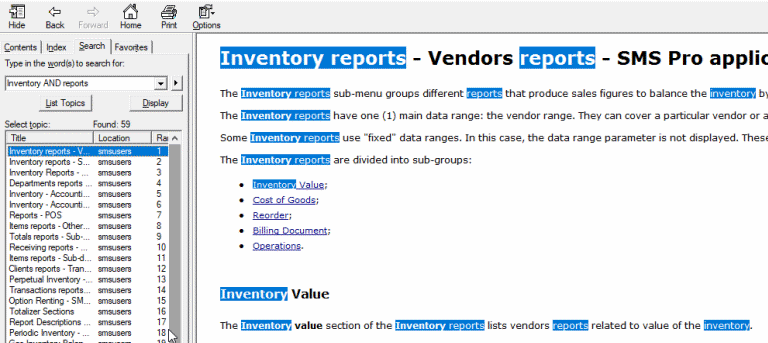 Hide Back Forward Home Print Options
Contents Index Search Favorites
Type in the word(s) to search for:
Inventory AND reports
List Topics Display
Select topic: Found: 59
Title Location Ra
Inventory reports - V... smsusers 1
Inventory reports - S... smsusers 2
Inventory Reports - ... smsusers 3
Departments reports ... smsusers 4
Inventory - Accounti... smsusers 5
Inventory - Accounti... smsusers 6
Reports - POS smsusers 7
Items reports - Other... smsusers 8
Totals reports - Sub-... smsusers 9
Receiving reports - ... smsusers 10
Items reports - Sub-d... smsusers 11
Clients reports - Tran... smsusers 12
Perpetual Inventory - ... smsusers 13
Transactions reports... smsusers 14
Option Renting - SM... smsusers 15
Totalizer Sections smsusers 16
Report Descriptions ... smsusers 17
Periodic Inventory - ... smsusers 18
Inventory reports - Vendors reports - SMS Pro applic
The Inventory reports sub-menu groups different reports that produce sales figures to balance the inventory by
The Inventory reports have one (1) main data range: the vendor range. They can cover a particular vendor or a
Some Inventory reports use "fixed" data ranges. In this case, the data range parameter is not displayed. These
The Inventory reports are divided into sub-groups:
• Inventory Value;
• Cost of Goods;
• Reorder;
• Billing Document;
• Operations.
Inventory Value
The Inventory value section of the Inventory reports lists vendors reports related to value of the inventory.